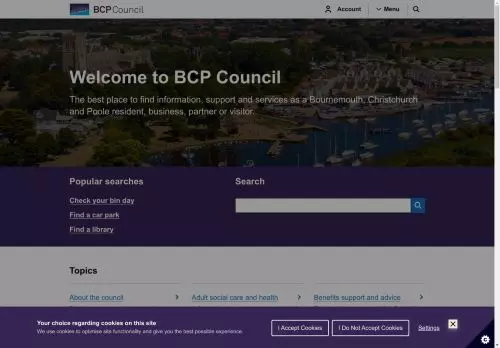 BCP Council
Account
Menu
Welcome to BCP Council
The best place to find information, support and services as a Bournemouth, Christchurch
and Poole resident, business, partner or visitor.
Popular searches
Search
Check your bin day
Find a car park
Find a library
Topics
About the council
Adult social care and health
Benefits support and advice
Your choice regarding cookies on this site
We use cookies to optimise site functionality and give you the best possible experience.
I Accept Cookies
I Do Not Accept Cookies
Settings